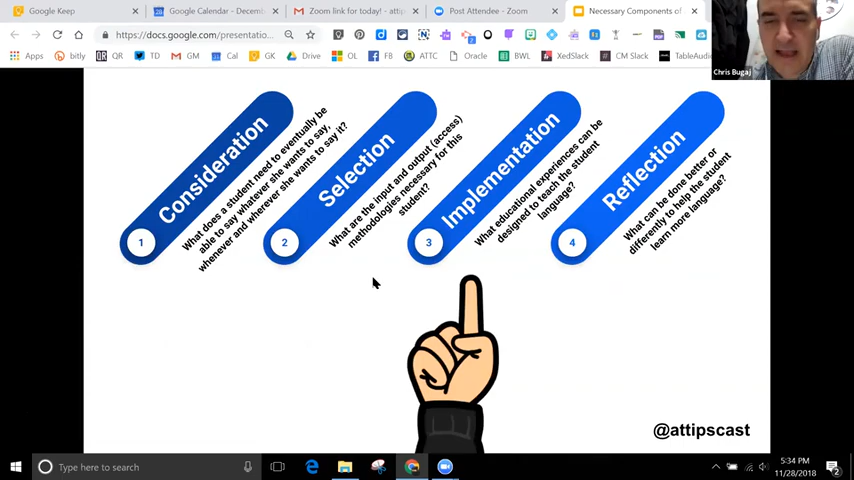 Google Keep
Google Calendar - Decemb
Zoom link for today! - attip
Post Attendee - Zoom
Necessary Components of
https://docs.google.com/presentatio...
Apps
bitly
QR
TD
GM
Cal
GK
ATTC
OL
FB
Oracle
BWL
XedSlack
CM Slack
TableAudio
Chris Bugaj
Consideration
What does a student need to eventually be
able to say whatever she wants to say,
whenever and wherever she wants to say it?
1
Selection
What are the input and output (access)
methodologies necessary for this
student?
2
Implementation
What educational experiences can be
designed to teach the student
language?
3
Reflection
What can be done better or
differently to help the student
learn more language?
4
@attipscast
Type here to search
5:34 PM
11/28/2018
2